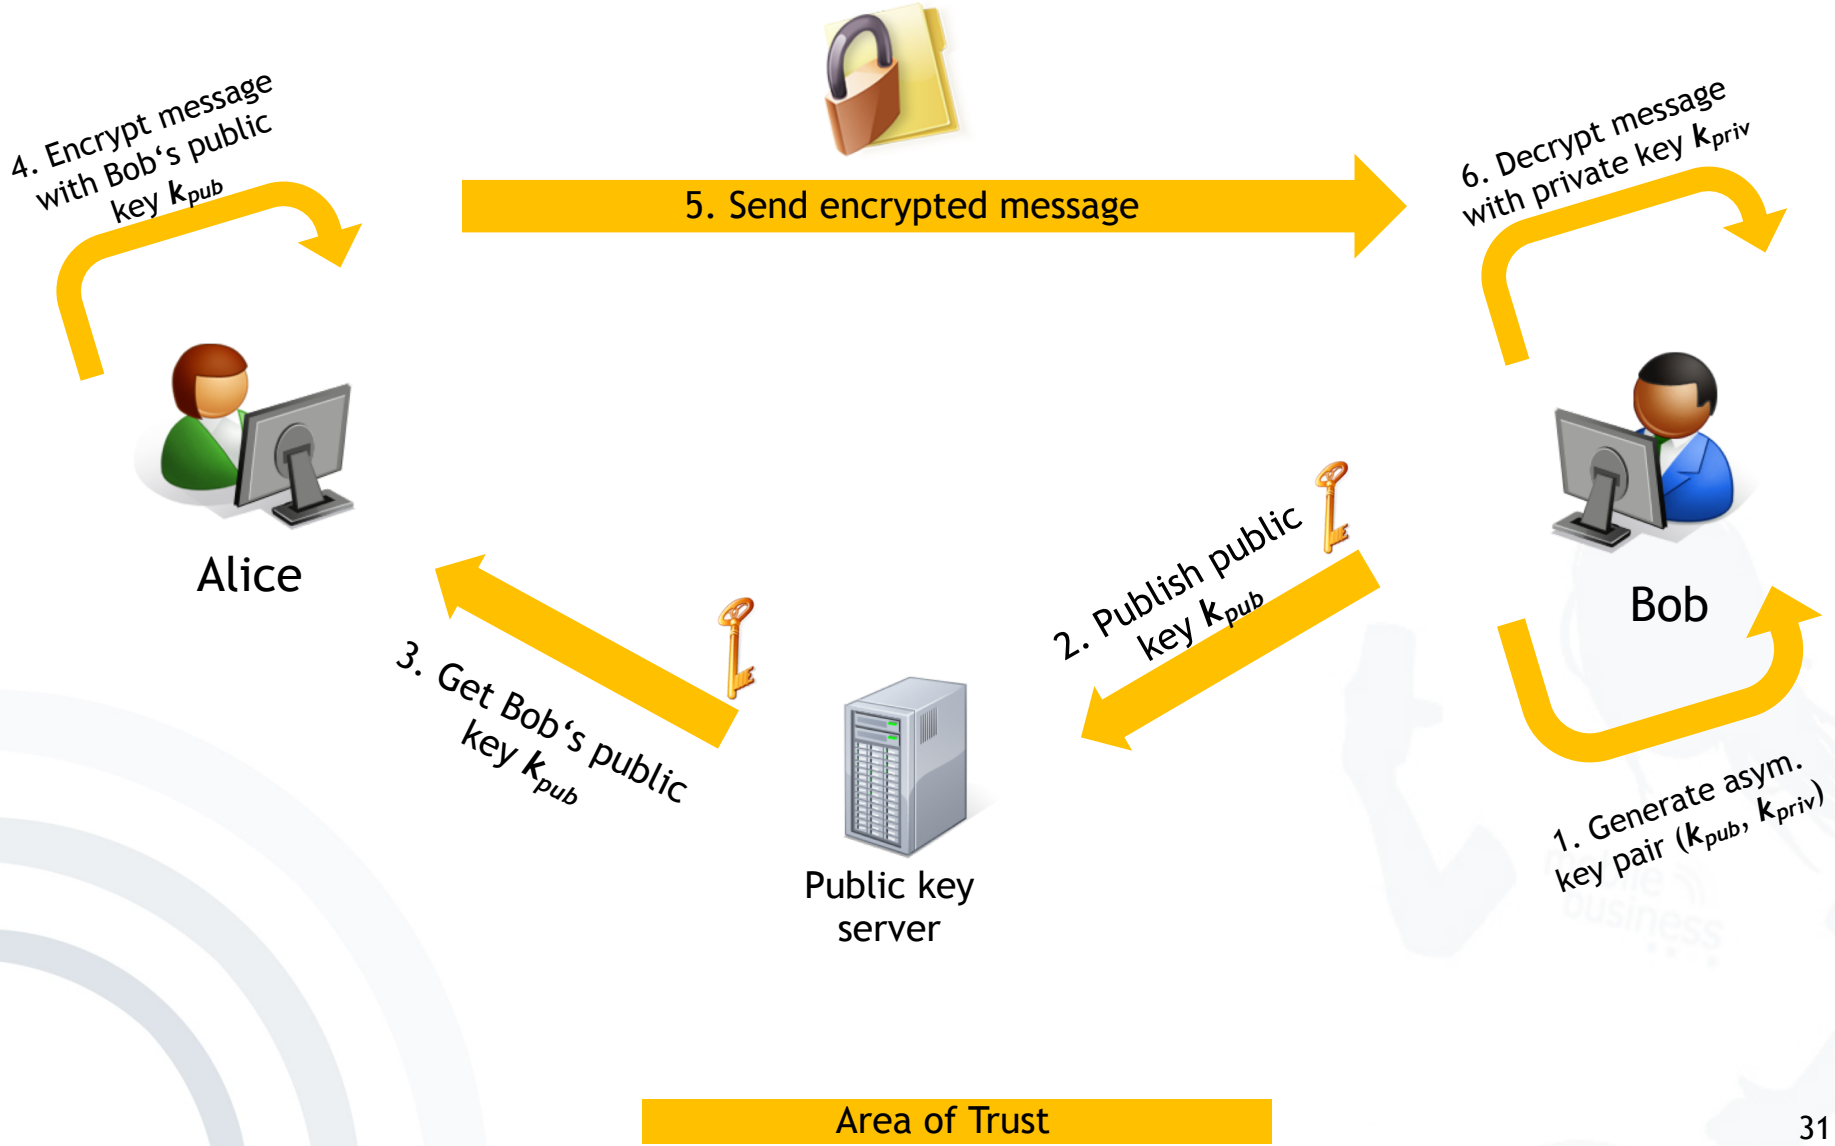 4. Encrypt message
with Bob‘s public
key kpub
5. Send encrypted message
6. Decrypt message
with private key kpriv
Alice
Bob
2. Publish public
key kpub
3. Get Bob‘s public
key kpub
1. Generate asym.
key pair (kpub, kpriv)
Public key
server
mobile
business
Area of Trust
31